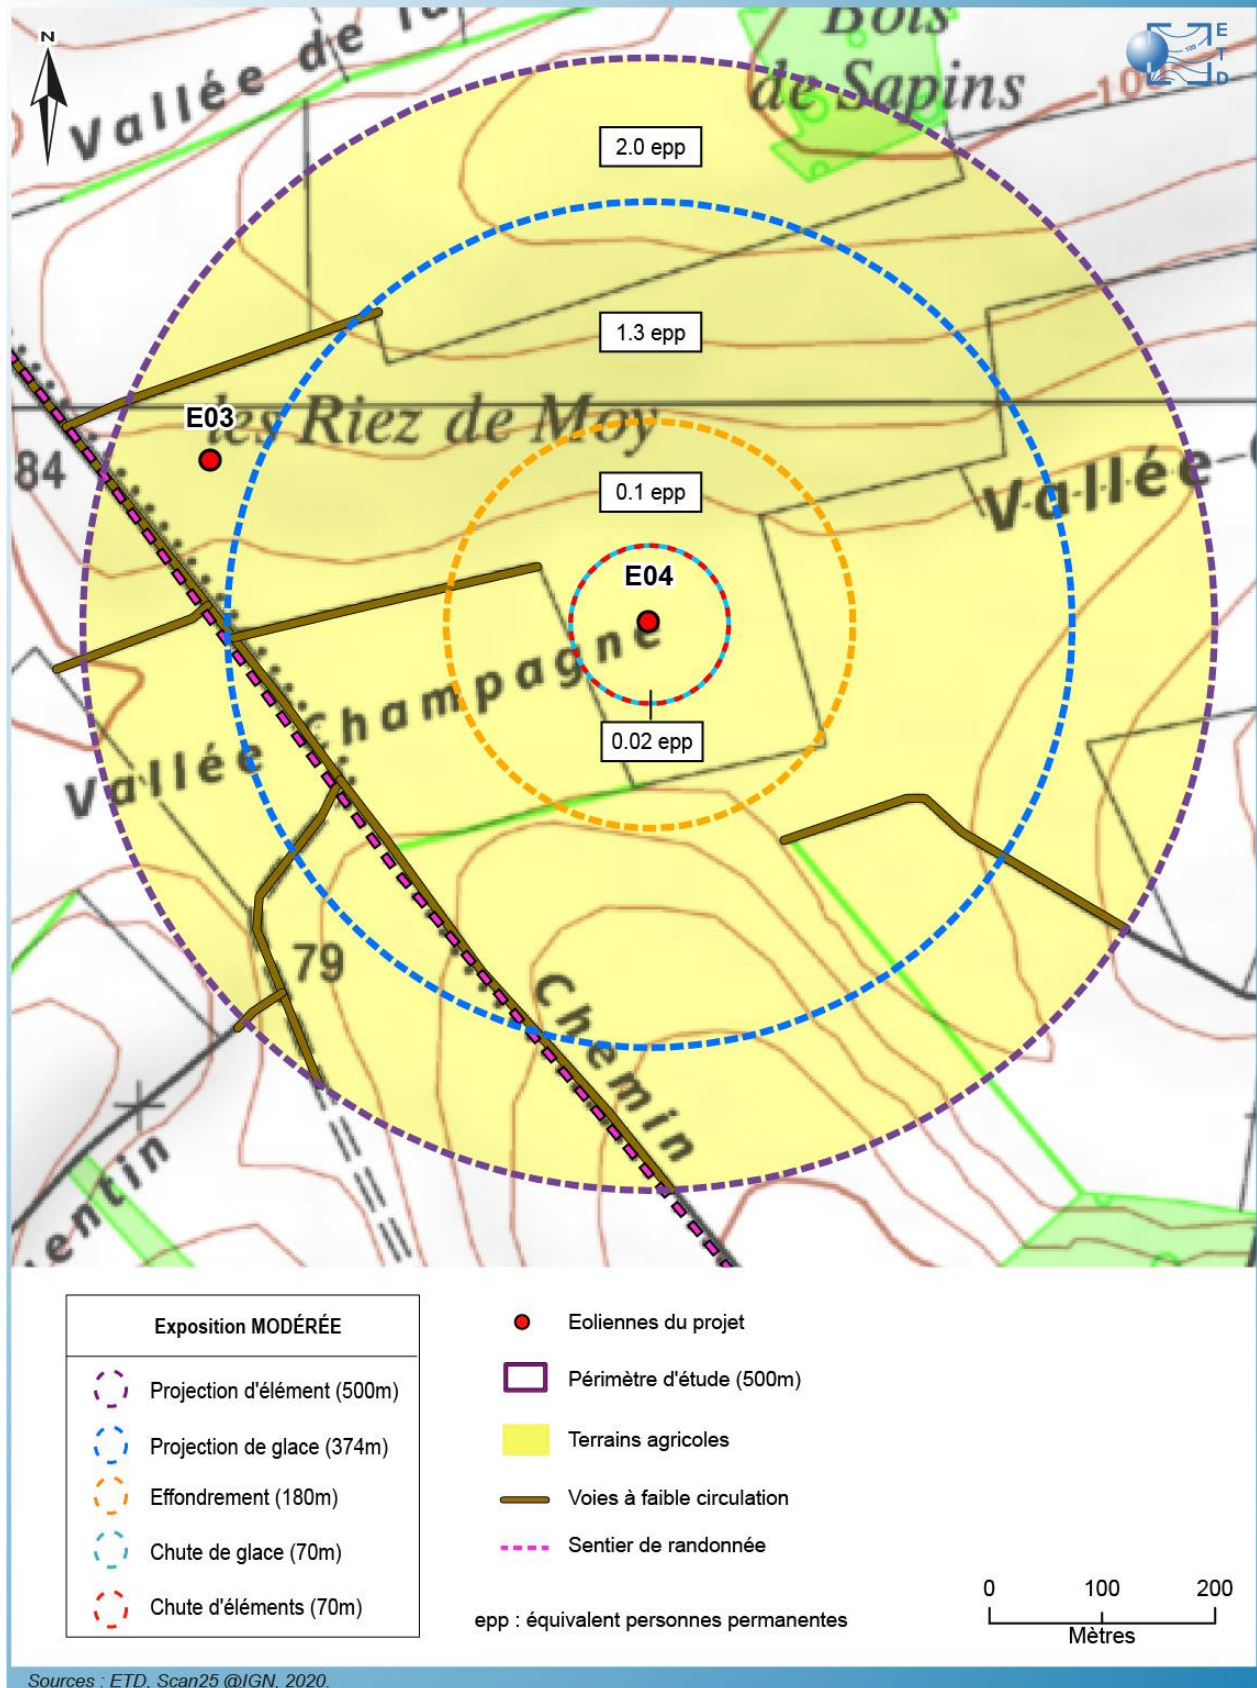 N
Vallée de la
Bois
de Sapins
100
E
T
D
2.0 epp
1.3 epp
E03
les Riez de Moy
84
0.1 epp
Vallée
E04
0.02 epp
Vallée Champagne
79
Chemin
entin
Exposition MODÉRÉE
Projection d'élément (500m)
Projection de glace (374m)
Effondrement (180m)
Chute de glace (70m)
Chute d'éléments (70m)
Eoliennes du projet
Périmètre d'étude (500m)
Terrains agricoles
Voies à faible circulation
Sentier de randonnée
epp : équivalent personnes permanentes
0 100 200
Mètres
Sources : ETD, Scan25 @IGN, 2020.